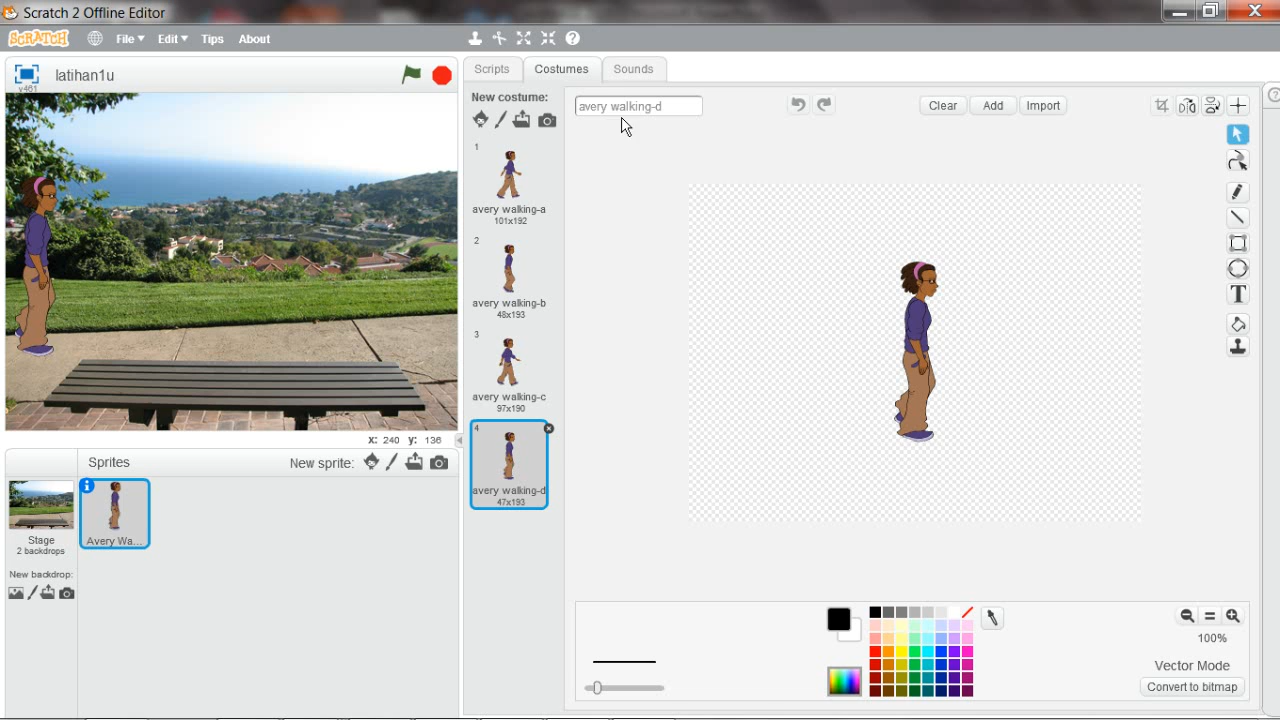 Scratch 2 Offline Editor
SCRATCH File Edit Tips About
latihan1u
v461
Scripts Costumes Sounds
New costume:
avery walking-d
Clear Add Import
1
avery walking-a
101x192
2
avery walking-b
48x193
3
avery walking-c
97x190
4
avery walking-d
47x193
x: 240 y: 136
Sprites New sprite:
Stage
2 backdrops
New backdrop:
Avery Wa...
100%
Vector Mode
Convert to bitmap